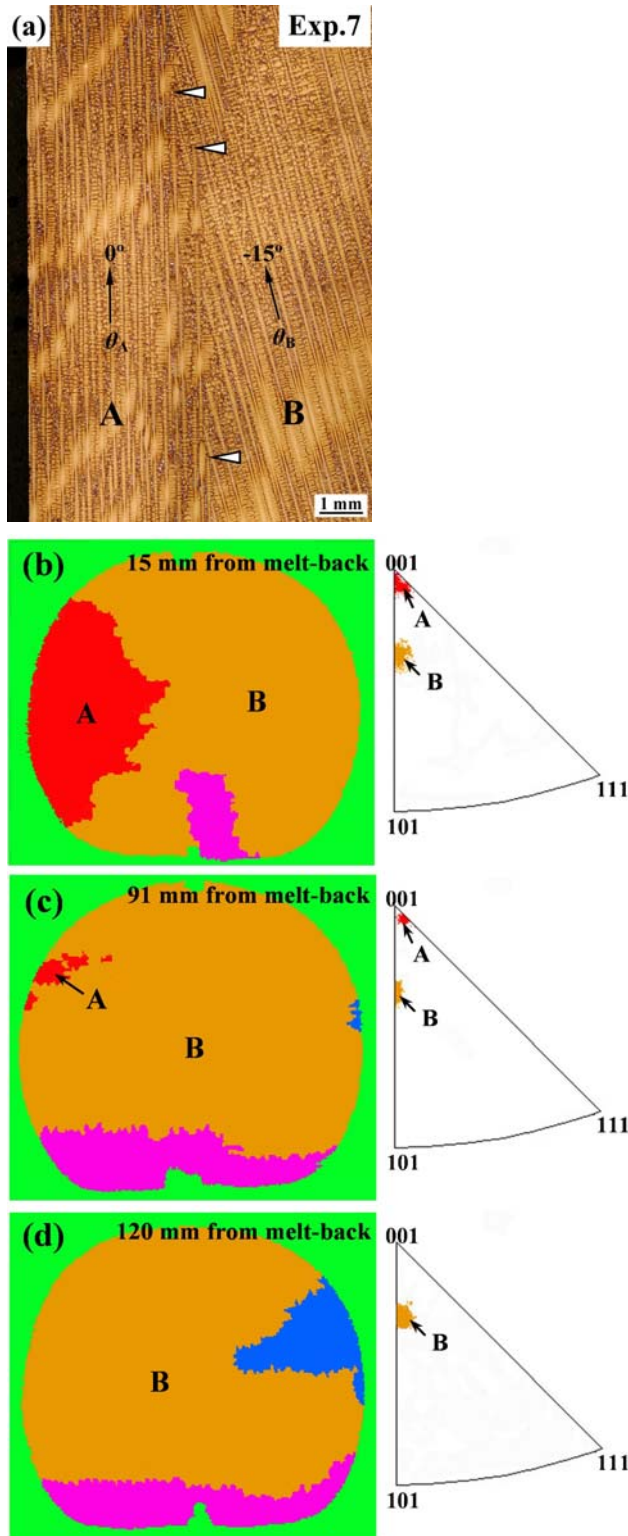 (a) Exp.7
0° -15°
θA θB
A B
1 mm
(b) 15 mm from melt-back 001
A
B
A B
111
101
(c) 91 mm from melt-back 001
A
A
B
B
111
101
(d) 120 mm from melt-back 001
B
B
111
101